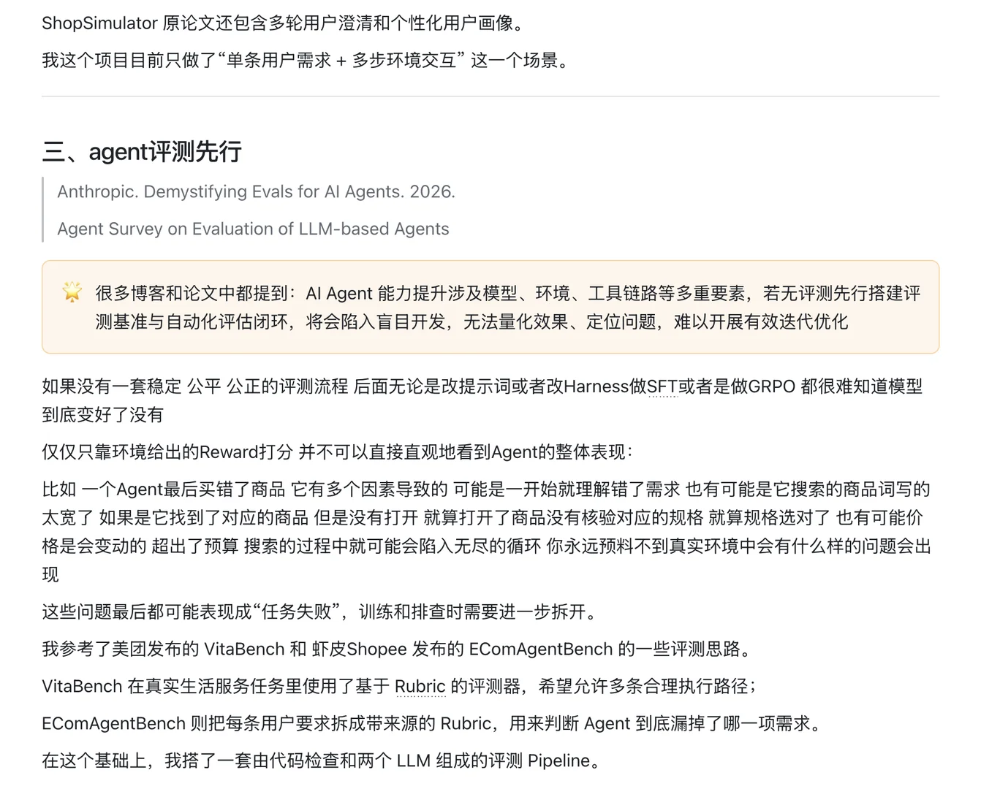 ShopSimulator 原论文还包含多轮用户澄清和个性化用户画像。
我这个项目目前只做了“单条用户需求 + 多步环境交互” 这一个场景。
三、agent评测先行
Anthropic. Demystifying Evals for AI Agents. 2026.
Agent Survey on Evaluation of LLM-based Agents
很多博客和论文中都提到：AI Agent 能力提升涉及模型、环境、工具链路等多重要素，若无评测先行搭建评
测基准与自动化评估闭环，将会陷入盲目开发，无法量化效果、定位问题，难以开展有效迭代优化
如果没有一套稳定 公平 公正的评测流程 后面无论是改提示词或者改Harness做SFT或者是做GRPO 都很难知道模型
到底变好了没有
仅仅只靠环境给出的Reward打分 并不可以直接直观地看到Agent的整体表现：
比如 一个Agent最后买错了商品 它有多个因素导致的 可能是一开始就理解错了需求 也有可能是它搜索的商品词写的
太宽了 如果是它找到了对应的商品 但是没有打开 就算打开了商品没有核验对应的规格 就算规格选对了 也有可能价
格是会变动的 超出了预算 搜索的过程中就可能会陷入无尽的循环 你永远预料不到真实环境中会有什么样的问题会出
现
这些问题最后都可能表现成“任务失败”，训练和排查时需要进一步拆开。
我参考了美团发布的 VitaBench 和 虾皮Shopee 发布的 EComAgentBench 的一些评测思路。
VitaBench 在真实生活服务任务里使用了基于 Rubric 的评测器，希望允许多条合理执行路径；
EComAgentBench 则把每条用户要求拆成带来源的 Rubric，用来判断 Agent 到底漏掉了哪一项需求。
在这个基础上，我搭了一套由代码检查和两个 LLM 组成的评测 Pipeline。